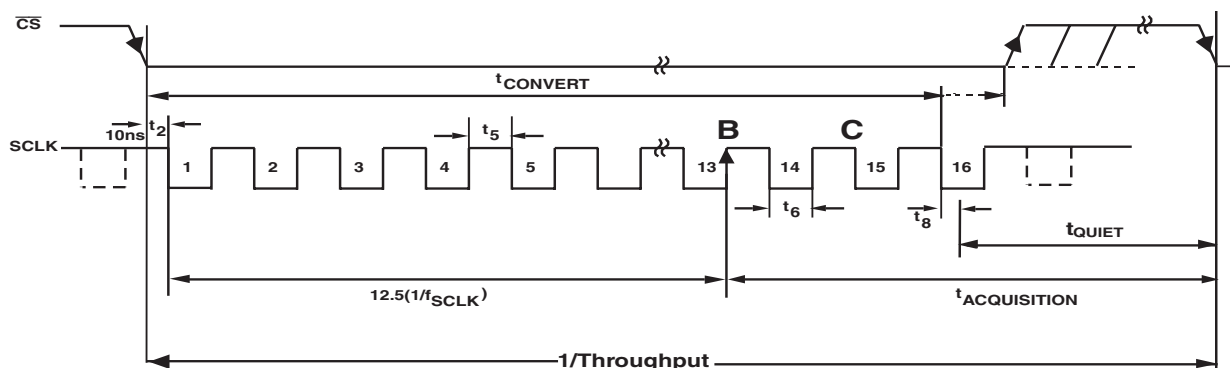 CS
tCONVERT
10ns t2
t5
B
C
SCLK
1
2
3
4
5
13
14
15
16
t6
t8
tQUIET
12.5(1/fSCLK)
tACQUISITION
1/Throughput